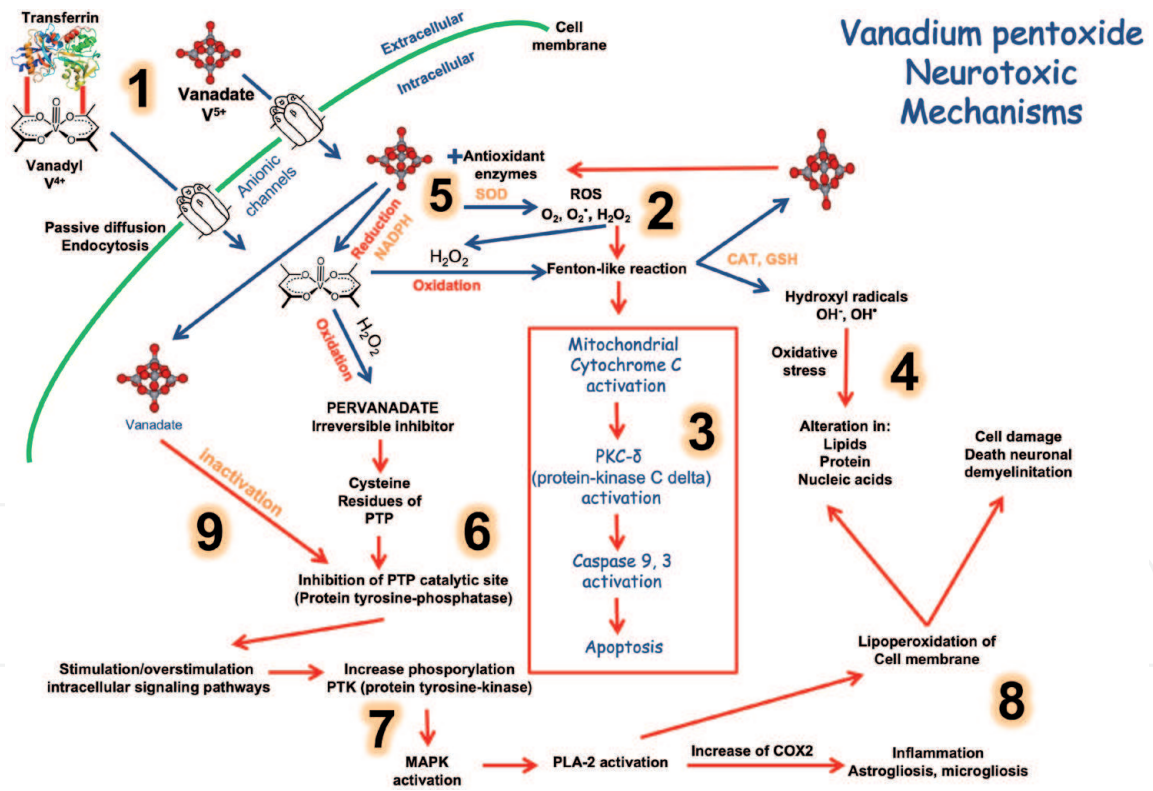 Transferrin
1
Vanadate
V5+
Vanadyl
V4+
Passive diffusion
Endocytosis
Anionic
channels
Extracellular
Intracellular
Cell
membrane
Vanadium pentoxide
Neurotoxic
Mechanisms
+Antioxidant
enzymes
5
SOD
ROS
O2, O2•, H2O2
2
Reduction
NADPH
H2O2
Oxidation
Fenton-like reaction
CAT, GSH
Hydroxyl radicals
OH-, OH•
Oxidative
stress
4
Alteration in:
Lipids
Protein
Nucleic acids
Cell damage
Death neuronal
demyelinitation
O
O
O
V
O
O
O
O
O
V
O
O
H2O2
Oxidation
Vanadate
PERVANADATE
Irreversible inhibitor
Mitochondrial
Cytochrome C
activation
3
PKC-δ
(protein-kinase C delta)
activation
Caspase 9, 3
activation
Apoptosis
inactivation
9
Cysteine
Residues of
PTP
6
Inhibition of PTP catalytic site
(Protein tyrosine-phosphatase)
Stimulation/overstimulation
intracellular signaling pathways
Increase phosporylation
PTK (protein tyrosine-kinase)
7
MAPK
activation
PLA-2 activation
Increase of COX2
Inflammation
Astrogliosis, microgliosis
Lipoperoxidation of
Cell membrane
8